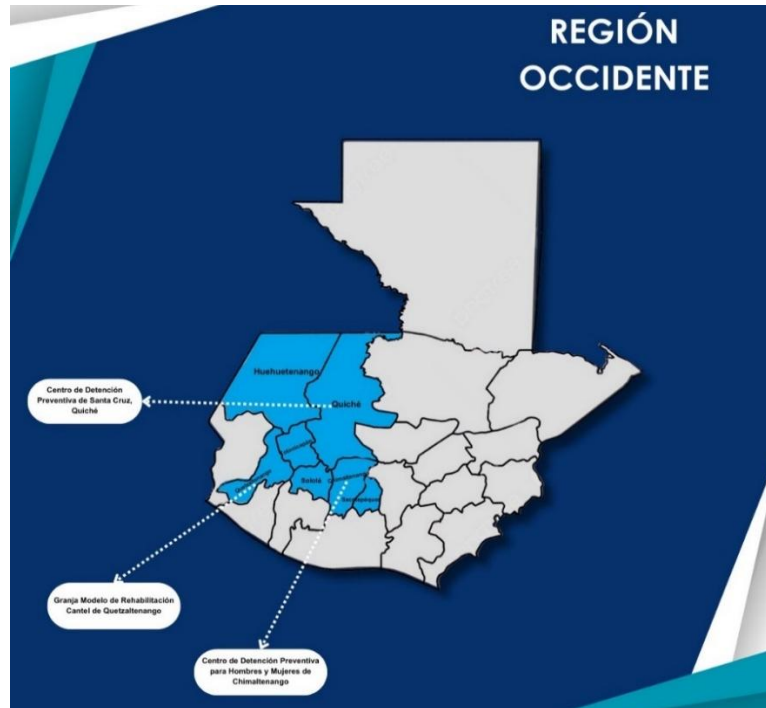 REGIÓN
OCCIDENTE
Huehuetenango
Centro de Detención
Preventiva de Santa Cruz,
Quiché
Quiché
Sololá
Granja Modelo de Rehabilitación
Cantel de Quetzaltenango
Centro de Detención Preventiva
para Hombres y Mujeres de
Chimaltenango